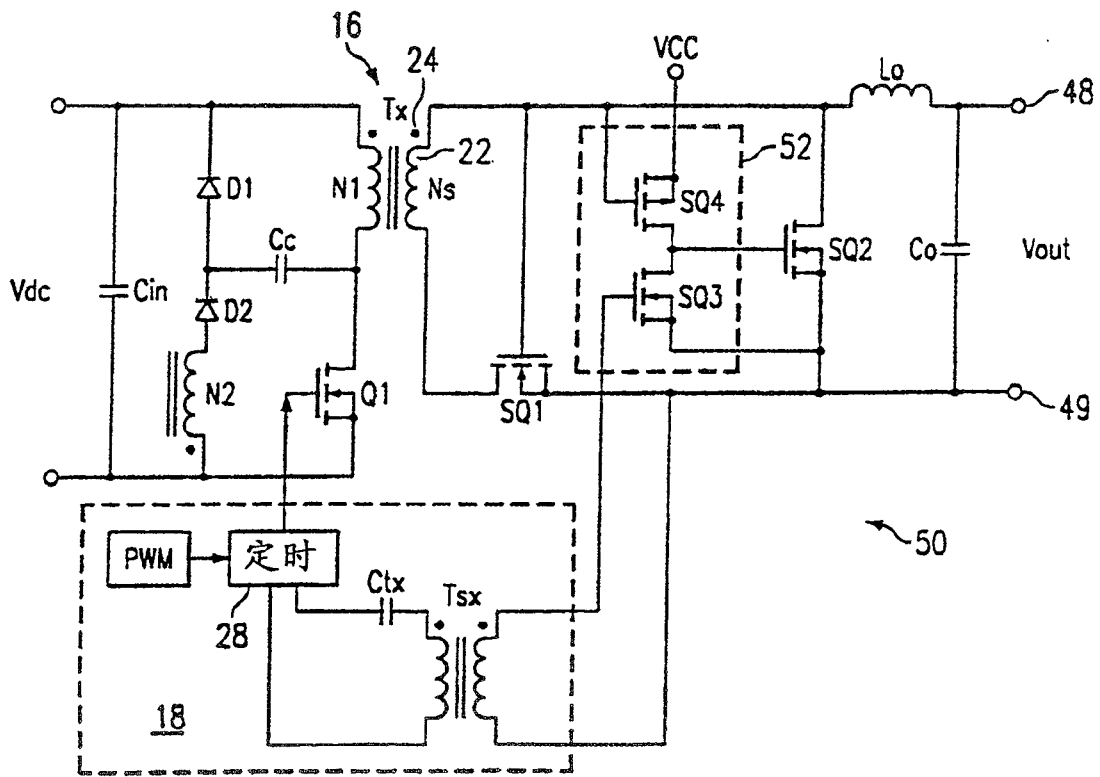 16
24
VCC
Lo
48
Tx
52
22
D1
N1
Ns
SQ4
Cc
SQ2
Co
Vout
Vdc
Cin
D2
SQ3
N2
Q1
SQ1
49
PWM
定时
Ctx
Tsx
50
28
18